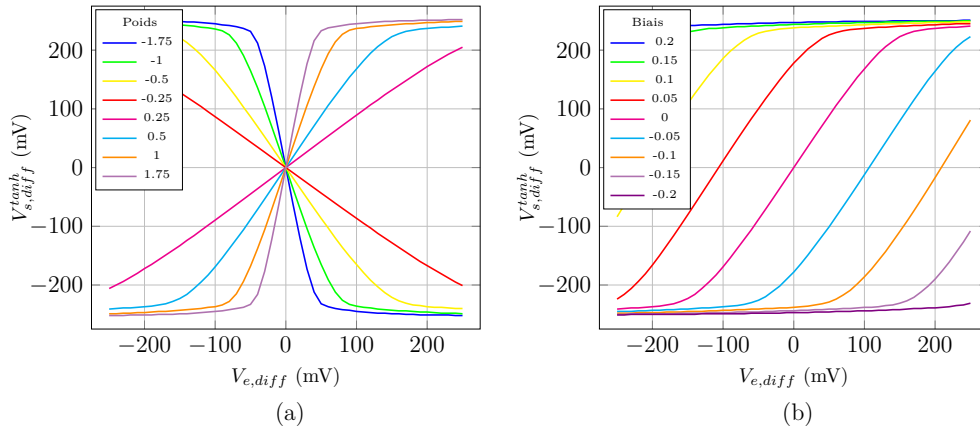 Poids
-1.75
-1
-0.5
-0.25
0.25
0.5
1
1.75
200
100
0
−100
−200
V_{s,diff}^{tanh} (mV)
−200 −100 0 100 200
V_{e,diff} (mV)
(a)
Biais
0.2
0.15
0.1
0.05
0
-0.05
-0.1
-0.15
-0.2
200
100
0
−100
−200
V_{s,diff}^{tanh} (mV)
−200 −100 0 100 200
V_{e,diff} (mV)
(b)